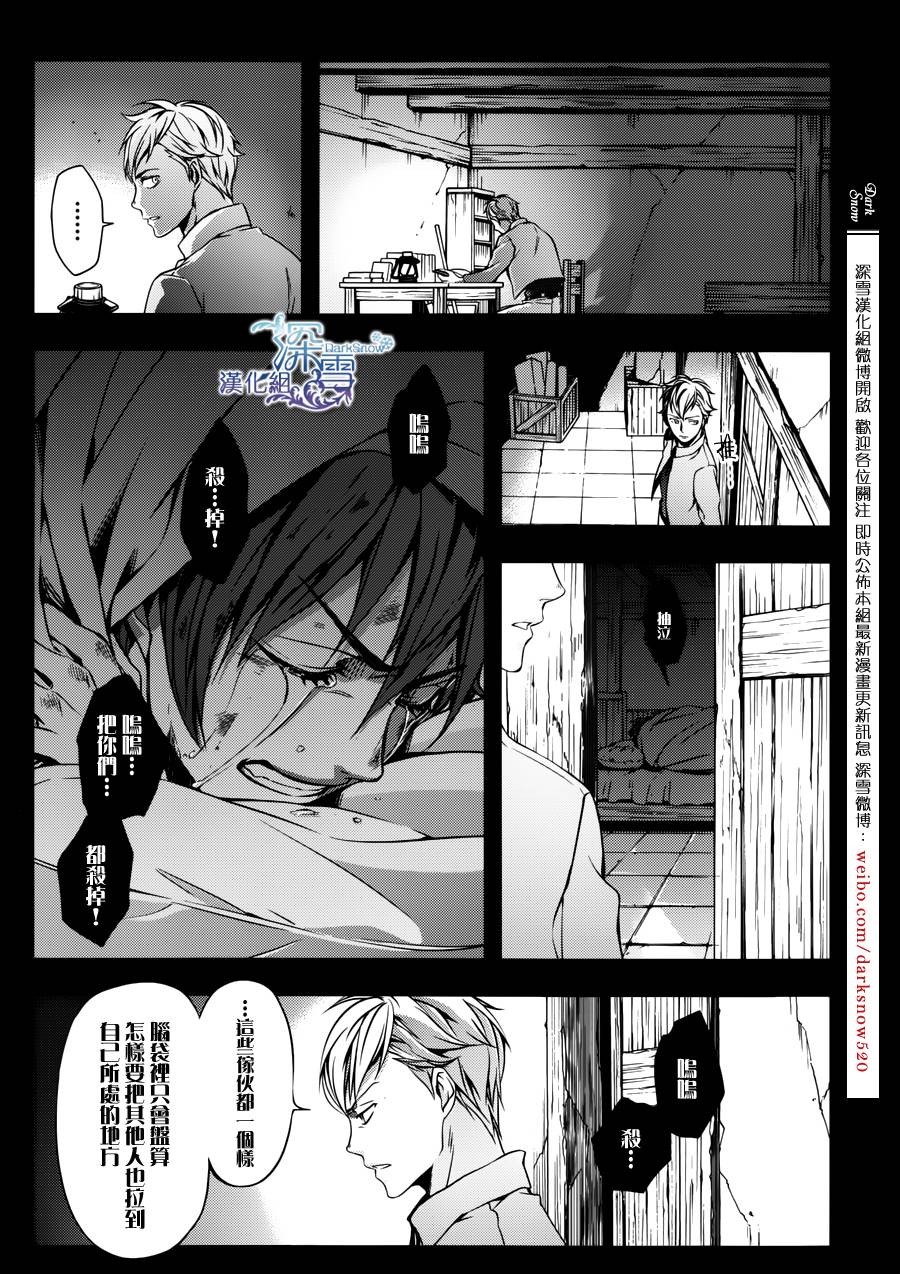 ……
推……
抽泣
嗚嗚
殺…掉！
嗚嗚…
把你們…
都殺掉！
嗚嗚
殺…
…這些傢伙都一個樣
腦袋裡只會盤算
怎樣要把其他人也拉到
自己所處的地方
深雪
DarkSnow
漢化組
Dark
Snow
深雪漢化組微博開啟 歡迎各位關注 即時公佈本組最新漫畫更新訊息 深雪微博：weibo.com/darksnow520